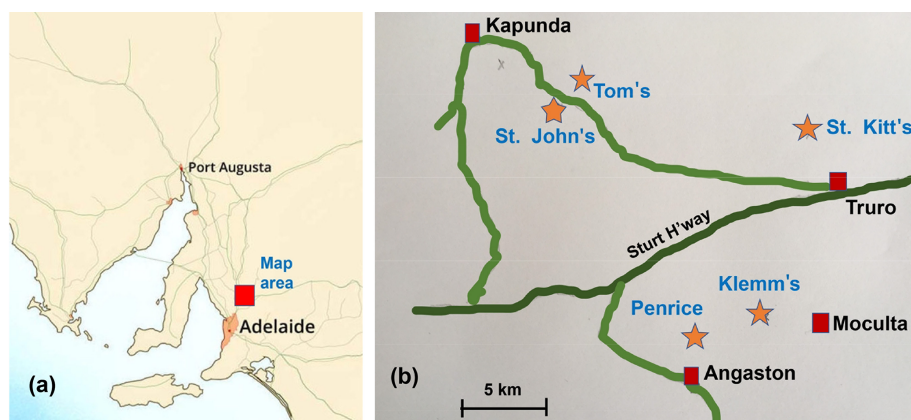 Port Augusta
Map
area
Adelaide
(a)
Kapunda
Tom's
St. John's
St. Kitt's
Truro
Sturt H'way
Klemm's
Penrice
Moculta
Angaston
5 km
(b)